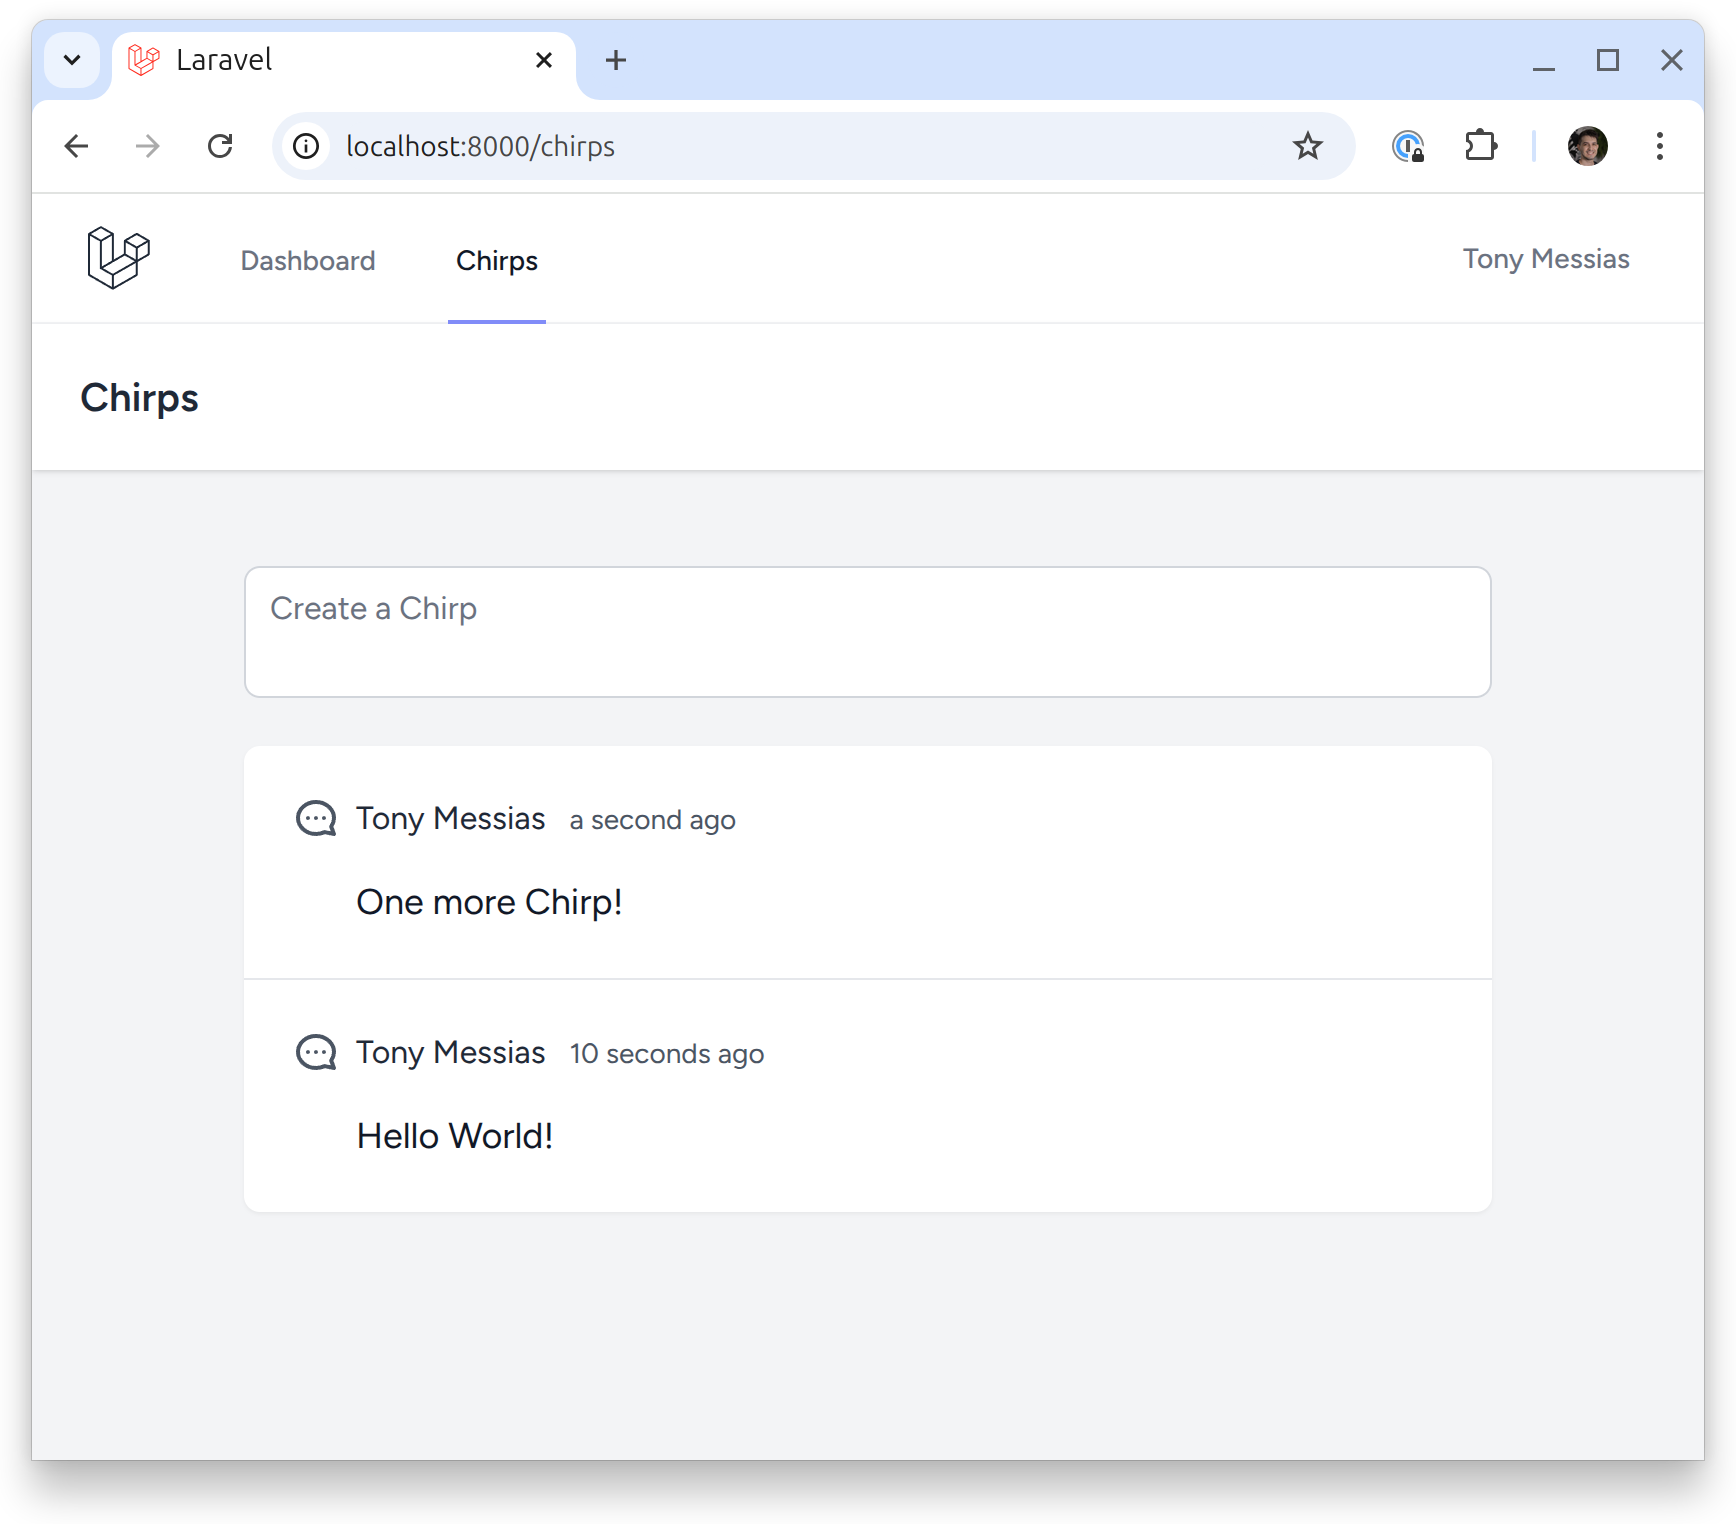 Laravel
localhost:8000/chirps
Dashboard Chirps Tony Messias
Chirps
Create a Chirp
Tony Messias a second ago
One more Chirp!
Tony Messias 10 seconds ago
Hello World!